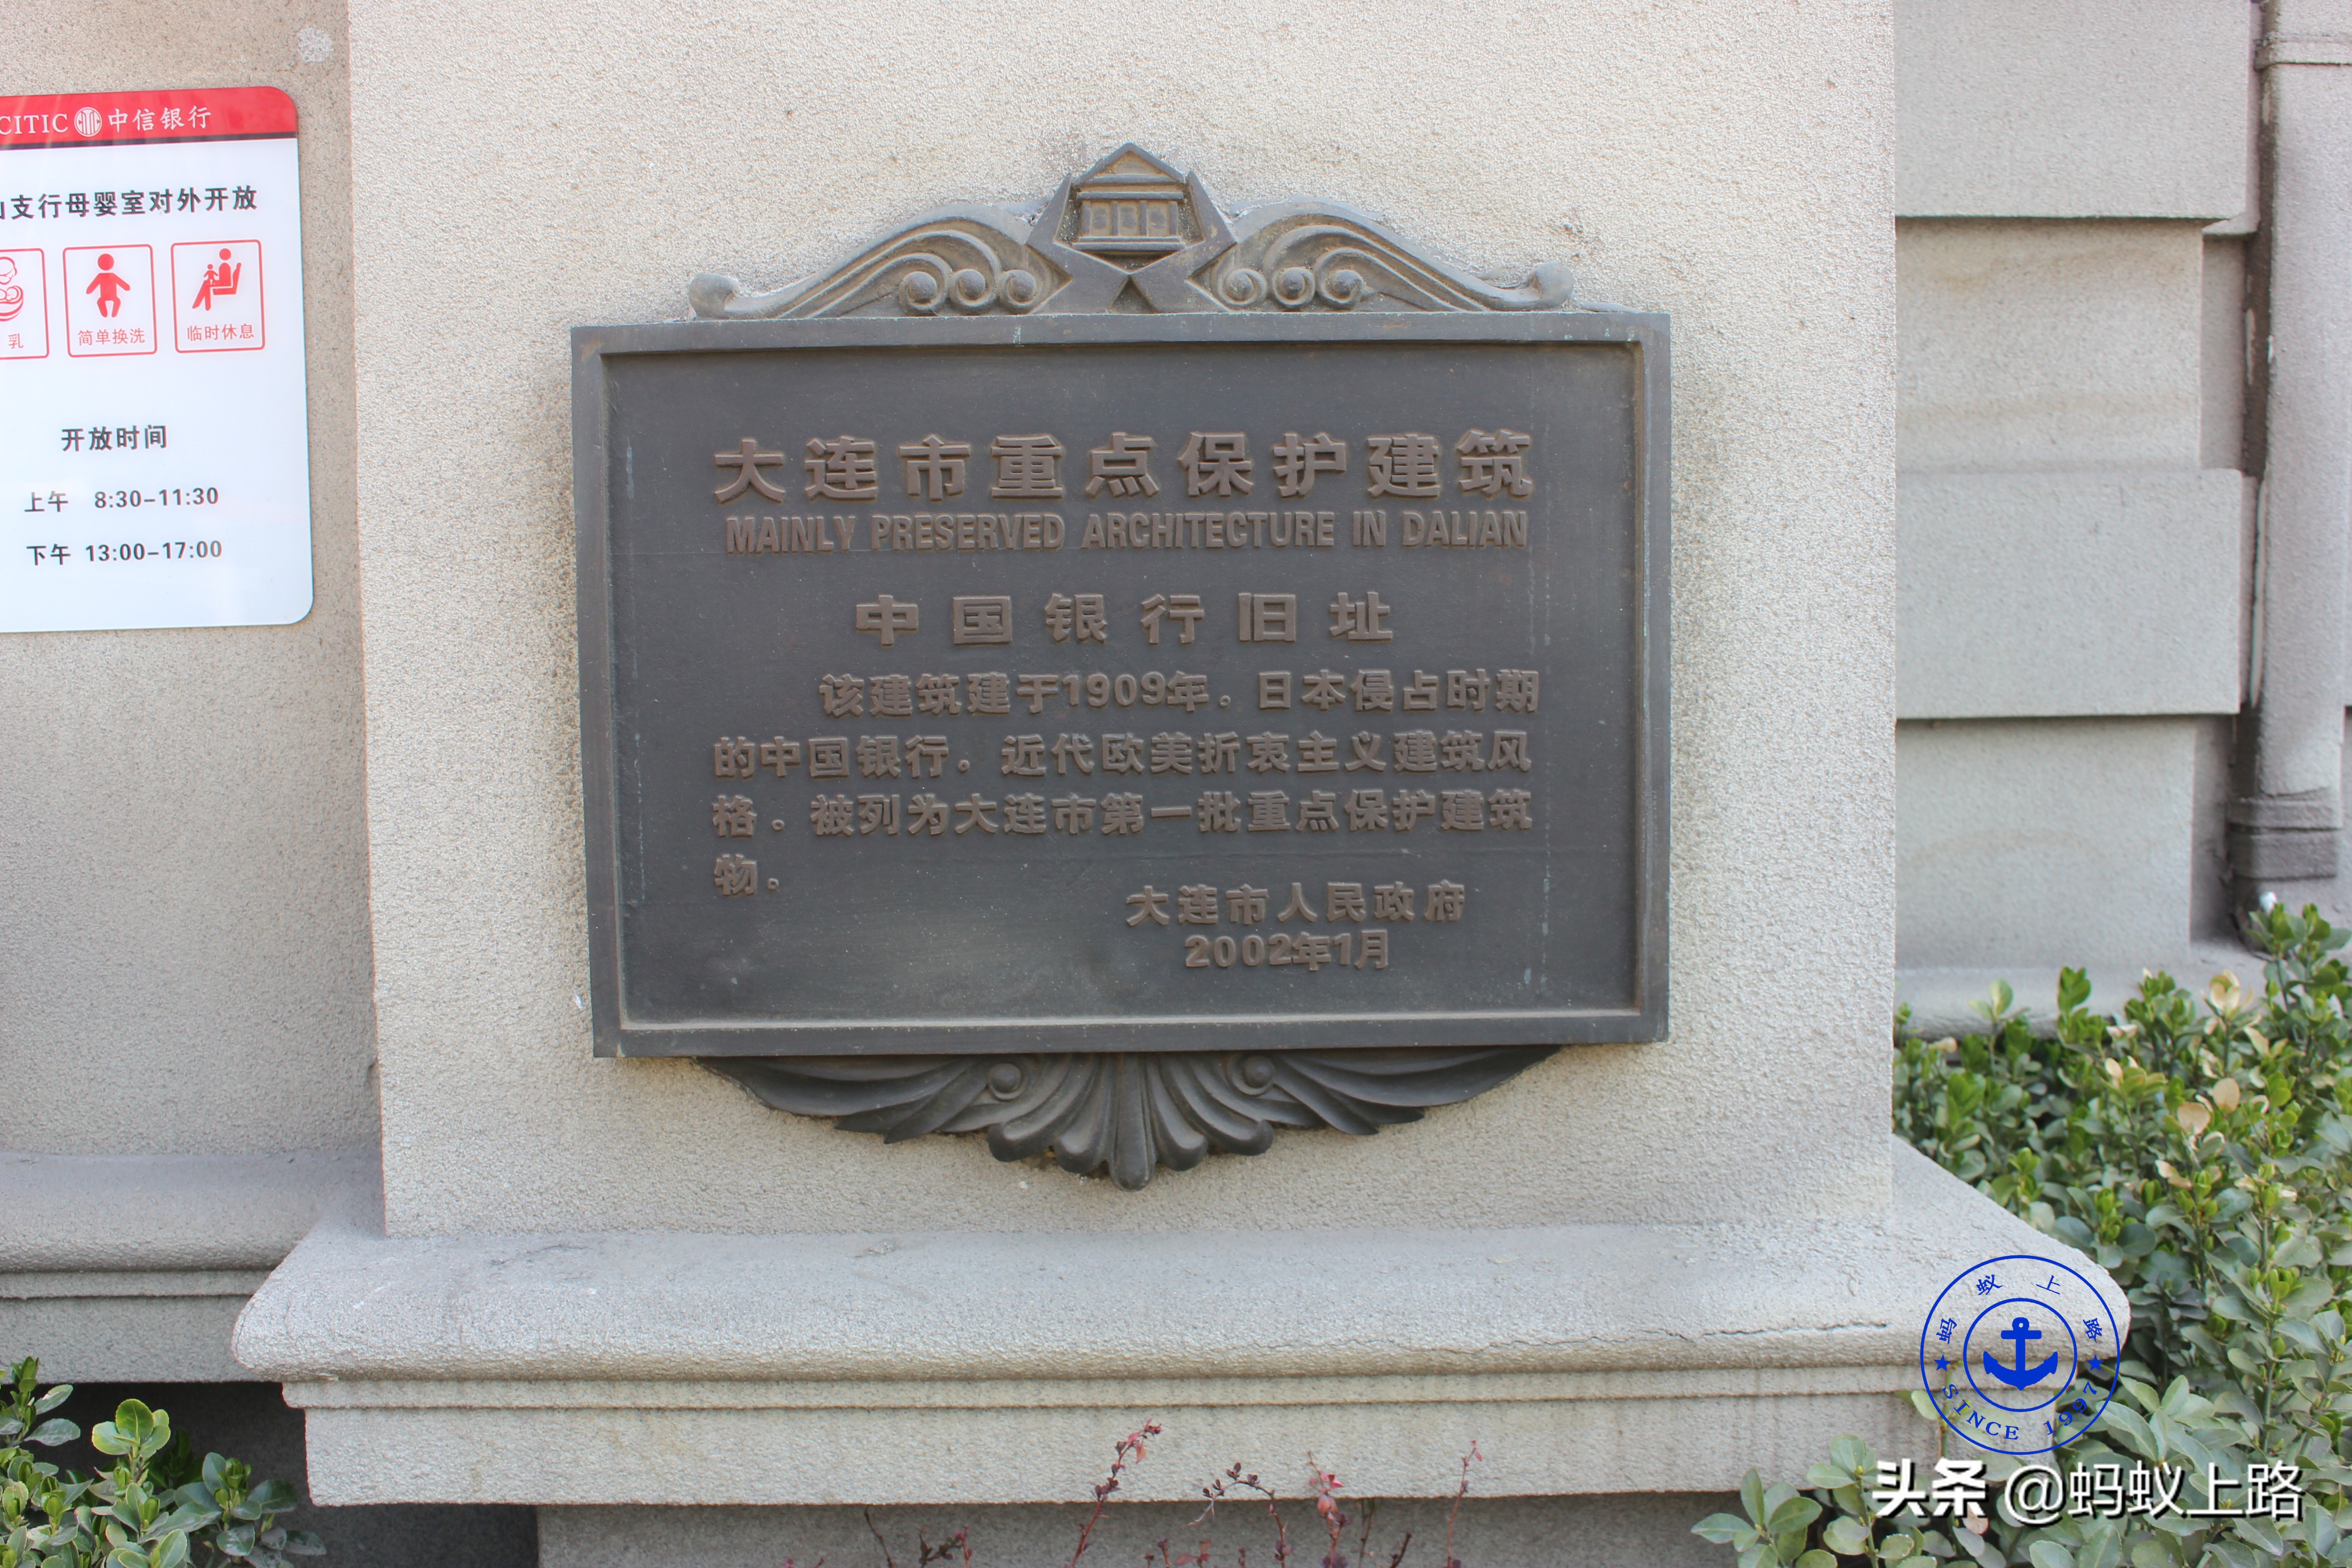 CITIC 中信银行
山支行母婴室对外开放
乳
简单换洗
临时休息
开放时间
上午 8:30-11:30
下午 13:00-17:00
大连市重点保护建筑
MAINLY PRESERVED ARCHITECTURE IN DALIAN
中国银行旧址
该建筑建于1909年。日本侵占时期
的中国银行。近代欧美折衷主义建筑风
格。被列为大连市第一批重点保护建筑
物。
大连市人民政府
2002年1月
蚂蚁上路
SINCE 1997
头条 @蚂蚁上路